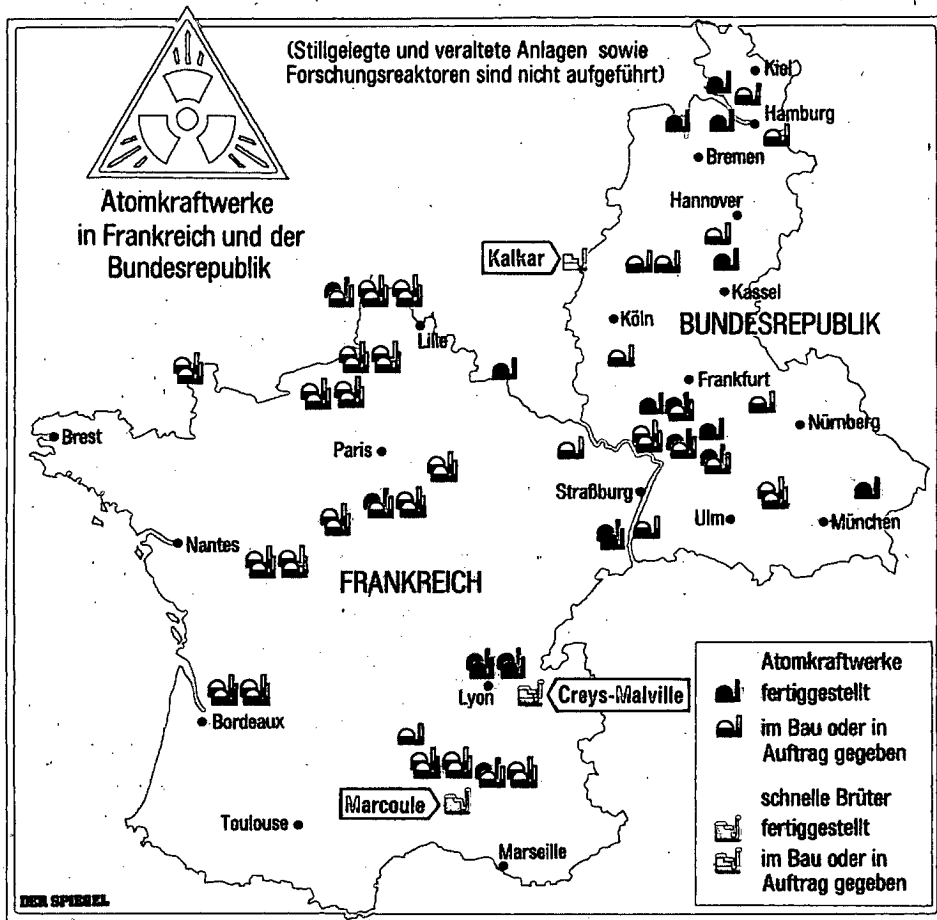 (Stillgelegte und veraltete Anlagen sowie
Forschungsreaktoren sind nicht aufgeführt)
Atomkraftwerke
in Frankreich und der
Bundesrepublik
Kiel
Hamburg
Bremen
Hannover
Kalkar
Kassel
Köln
BUNDESREPUBLIK
Lille
Frankfurt
Nürnberg
Brest
Paris
Straßburg
Ulm
München
Nantes
FRANKREICH
Lyon
Creys-Malville
Bordeaux
Marcoule
Toulouse
Marseille
Atomkraftwerke
fertiggestellt
im Bau oder in
Auftrag gegeben
schnelle Brüter
fertiggestellt
im Bau oder in
Auftrag gegeben
DER SPIEGEL